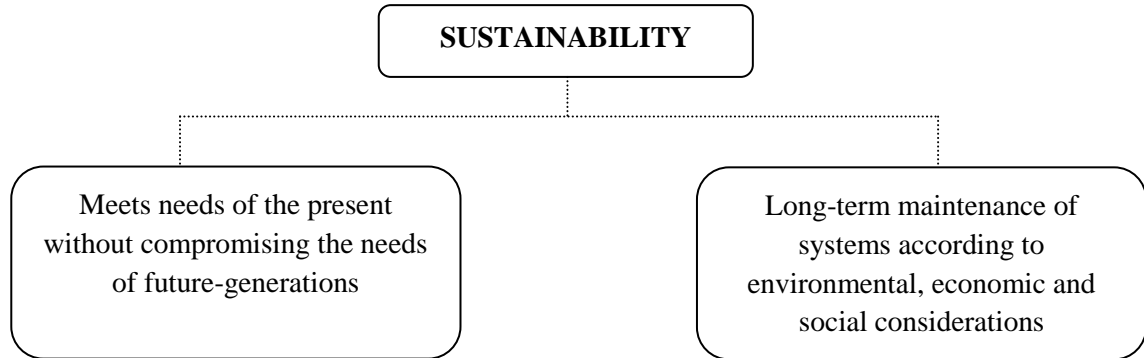 SUSTAINABILITY
Meets needs of the present
without compromising the needs
of future-generations
Long-term maintenance of
systems according to
environmental, economic and
social considerations